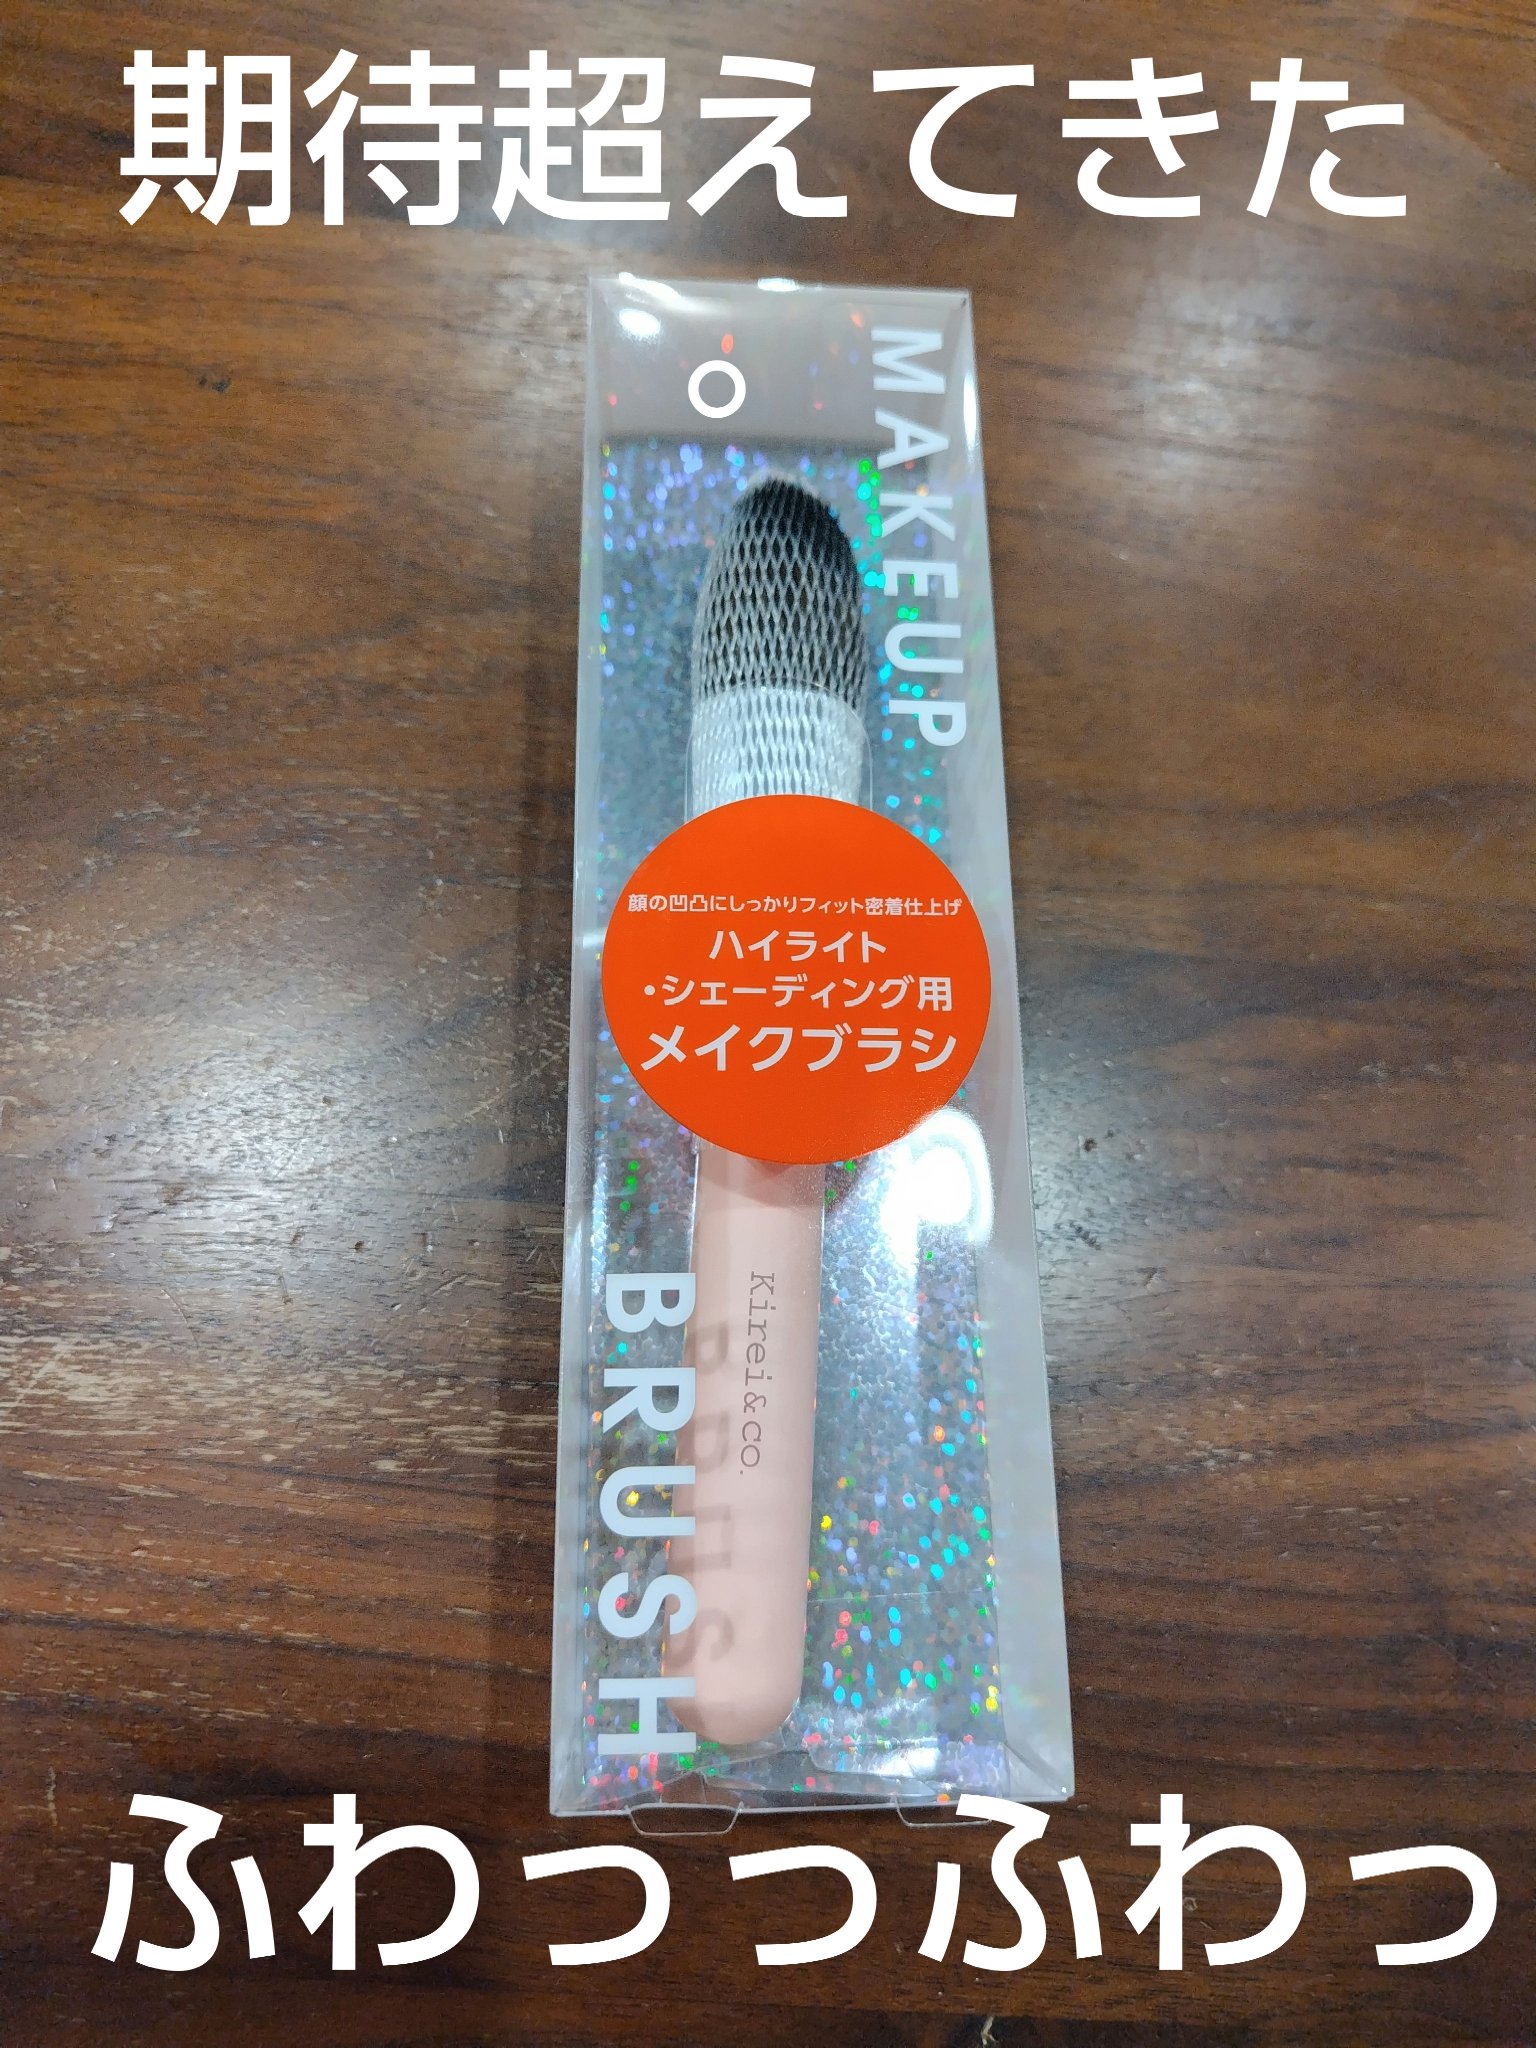 期待超えてきた
。
MAKEUP
顔の凹凸にしっかりフィット密着仕上げ
ハイライト
・シェーディング用
メイクブラシ
Kirei&co.
BRUSH
ふわっっふわっ